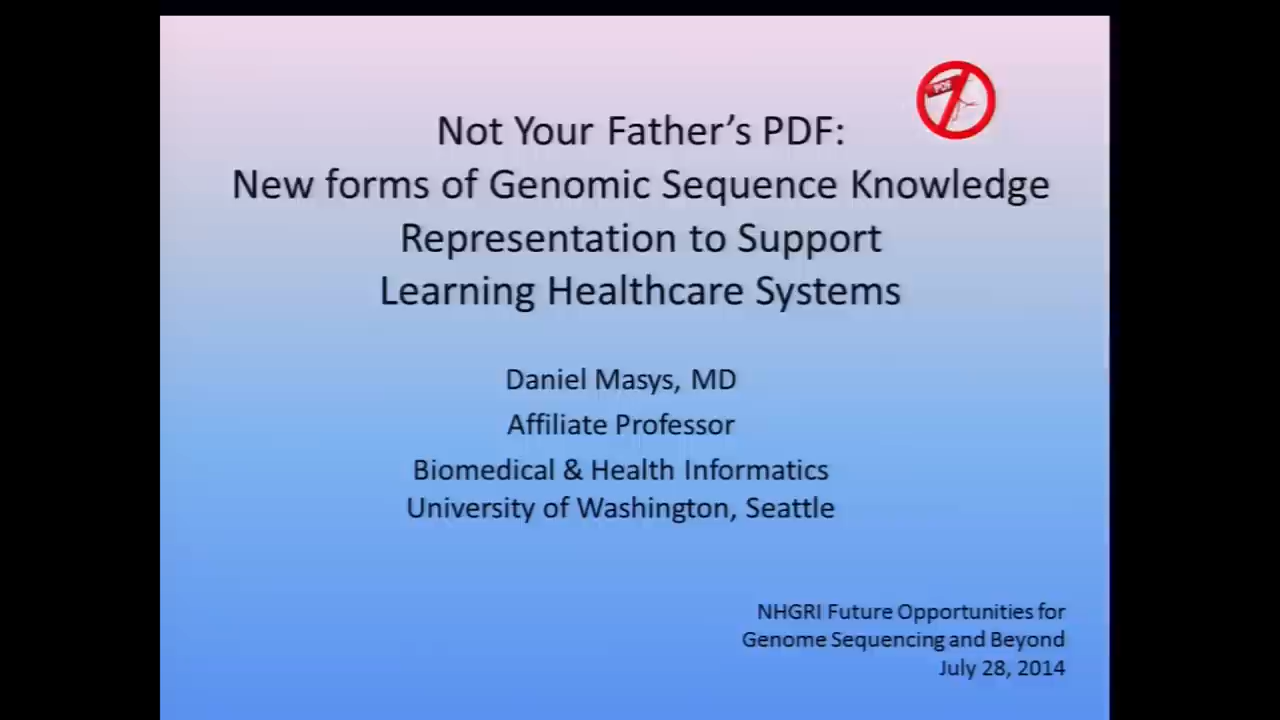 PDF
Not Your Father’s PDF:
New forms of Genomic Sequence Knowledge
Representation to Support
Learning Healthcare Systems
Daniel Masys, MD
Affiliate Professor
Biomedical & Health Informatics
University of Washington, Seattle
NHGRI Future Opportunities for
Genome Sequencing and Beyond
July 28, 2014